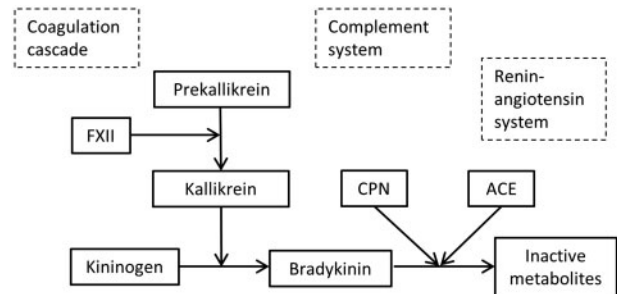 Coagulation
cascade
Complement
system
Renin-
angiotensin
system
Prekallikrein
FXII
Kallikrein
CPN
ACE
Kininogen
Bradykinin
Inactive
metabolites